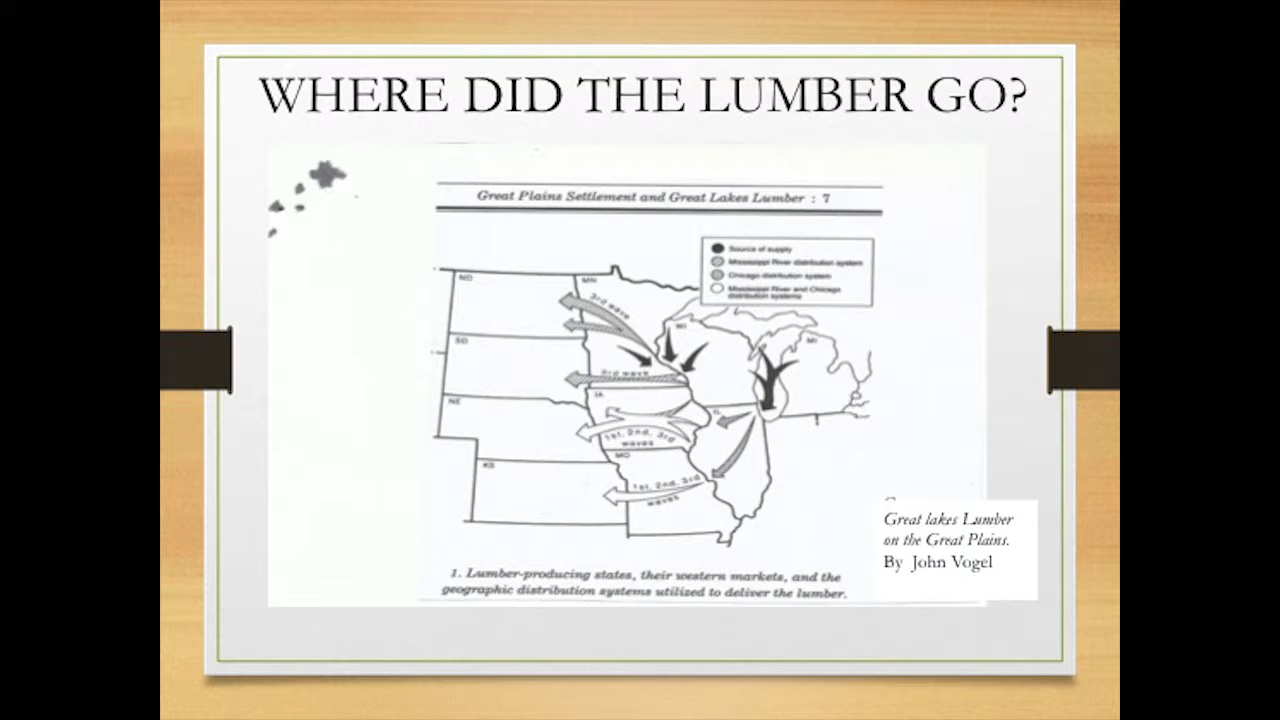 WHERE DID THE LUMBER GO?
Great Plains Settlement and Great Lakes Lumber : 7
Source of supply
Mississippi River distribution system
Chicago distribution system
Mississippi River and Chicago
distribution systems
ND
MN
3rd wave
WI
MI
SD
3rd wave
NE
IA
IL
1st, 2nd, 3rd
waves
MO
KS
1st, 2nd, 3rd
waves
Great lakes Lumber
on the Great Plains.
By John Vogel
1. Lumber-producing states, their western markets, and the
geographic distribution systems utilized to deliver the lumber.